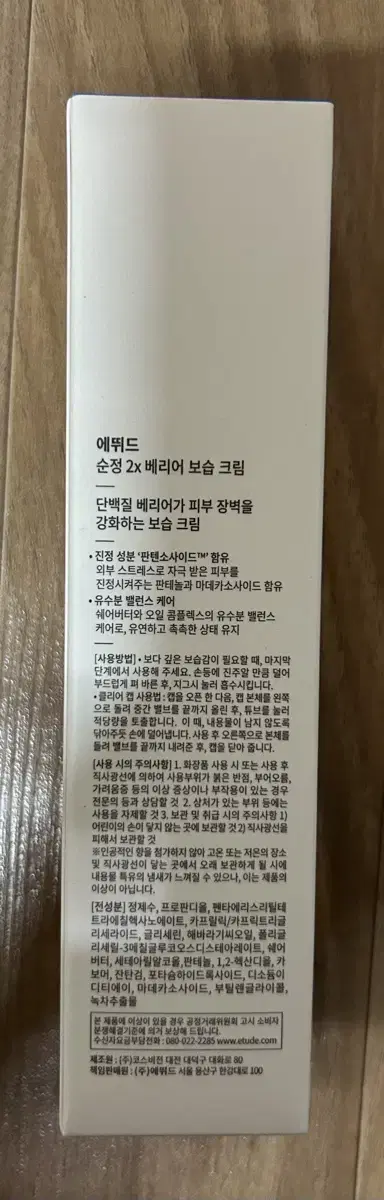 에뛰드
순정 2x 베리어 보습 크림
단백질 베리어가 피부 장벽을
강화하는 보습 크림
• 진정 성분 ‘판텐소사이드™’ 함유
외부 스트레스로 자극 받은 피부를
진정시켜주는 판테놀과 마데카소사이드 함유
• 유수분 밸런스 케어
쉐어버터와 오일 콤플렉스의 유수분 밸런스
케어로, 유연하고 촉촉한 상태 유지
[사용방법] • 보다 깊은 보습감이 필요할 때, 마지막
단계에서 사용해 주세요. 손등에 진주알 만큼 덜어
부드럽게 펴 바른 후, 지그시 눌러 흡수시킵니다.
• 클리어 캡 사용법 : 캡을 오픈 한 다음, 캡 본체를 왼쪽
으로 돌려 중간 밸브를 끝까지 올린 후, 튜브를 눌러
적당량을 토출합니다. 이 때, 내용물이 남지 않도록
닦아주듯 손에 덜어냅니다. 사용 후 오른쪽으로 본체를
돌려 밸브를 끝까지 내려준 후, 캡을 닫아 줍니다.
[사용 시의 주의사항] 1. 화장품 사용 시 또는 사용 후
직사광선에 의하여 사용부위가 붉은 반점, 부어오름,
가려움증 등의 이상 증상이나 부작용이 있는 경우
전문의 등과 상담할 것 2. 상처가 있는 부위 등에는
사용을 자제할 것 3. 보관 및 취급 시의 주의사항 1)
어린이의 손이 닿지 않는 곳에 보관할 것 2) 직사광선을
피해서 보관할 것
※인공적인 향을 첨가하지 않아 고온 또는 저온의 장소
및 직사광선이 닿는 곳에서 오래 보관하게 될 시에
내용물 특유의 냄새가 느껴질 수 있으나, 이는 제품의
이상이 아닙니다.
[전성분] 정제수, 프로판디올, 펜타에리스리틸테
트라에틸헥사노에이트, 카프릴릭/카프릭트리글
리세라이드, 글리세린, 해바라기씨오일, 폴리글
리세릴-3메틸글루코오스디스테아레이트, 쉐어
버터, 세테아릴알코올, 판테놀, 1,2-헥산디올, 카
보머, 잔탄검, 포타슘하이드록사이드, 디소듐이
디티에이, 마데카소사이드, 부틸렌글라이콜,
녹차추출물
본 제품에 이상이 있을 경우 공정거래위원회 고시 소비자
분쟁해결기준에 의거 보상해 드립니다.
수신자요금부담전화 : 080-022-2285 www.etude.com
제조원 : (주)코스비전 대전 대덕구 대화로 80
책임판매원 : (주)에뛰드 서울 용산구 한강대로 100